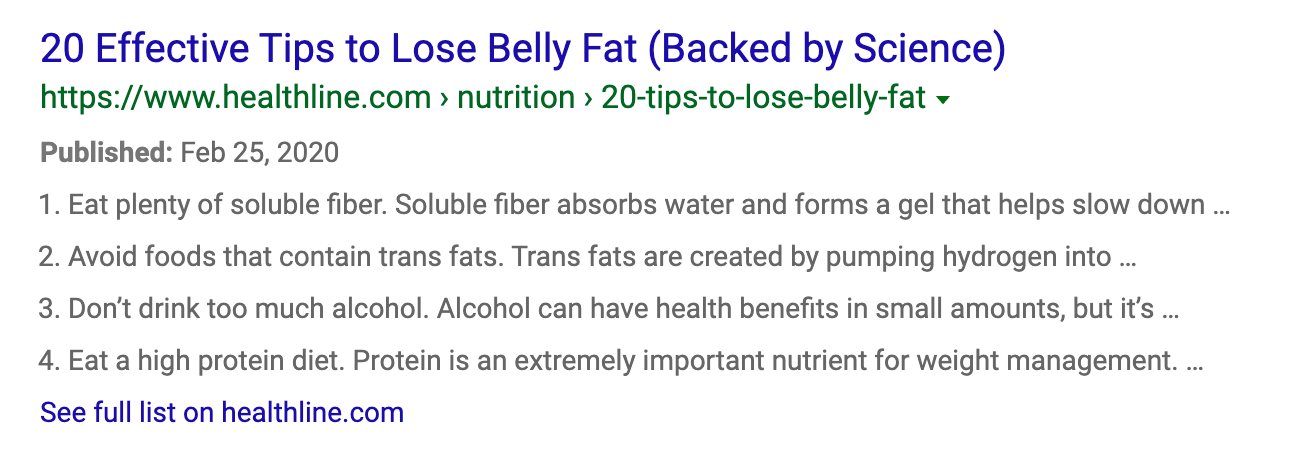 20 Effective Tips to Lose Belly Fat (Backed by Science)
https://www.healthline.com › nutrition › 20-tips-to-lose-belly-fat
Published: Feb 25, 2020
1. Eat plenty of soluble fiber. Soluble fiber absorbs water and forms a gel that helps slow down ...
2. Avoid foods that contain trans fats. Trans fats are created by pumping hydrogen into ...
3. Don’t drink too much alcohol. Alcohol can have health benefits in small amounts, but it’s ...
4. Eat a high protein diet. Protein is an extremely important nutrient for weight management. ...
See full list on healthline.com